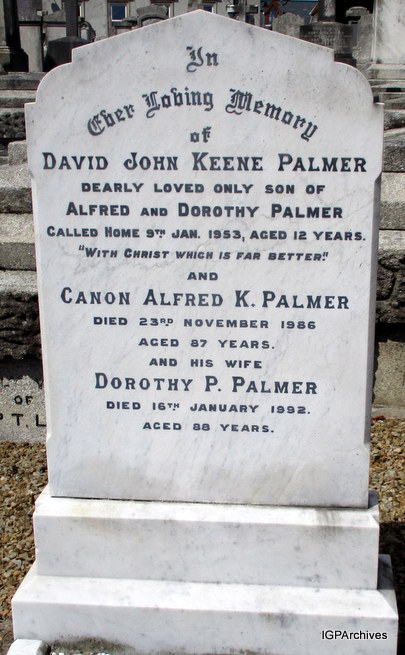 In
Ever Loving Memory
of
DAVID JOHN KEENE PALMER
DEARLY LOVED ONLY SON OF
ALFRED AND DOROTHY PALMER
CALLED HOME 9TH JAN. 1953, AGED 12 YEARS.
"WITH CHRIST WHICH IS FAR BETTER."
AND
CANON ALFRED K. PALMER
DIED 23RD NOVEMBER 1986
AGED 87 YEARS.
AND HIS WIFE
DOROTHY P. PALMER
DIED 16TH JANUARY 1992.
AGED 88 YEARS.
OF
IGPArchives